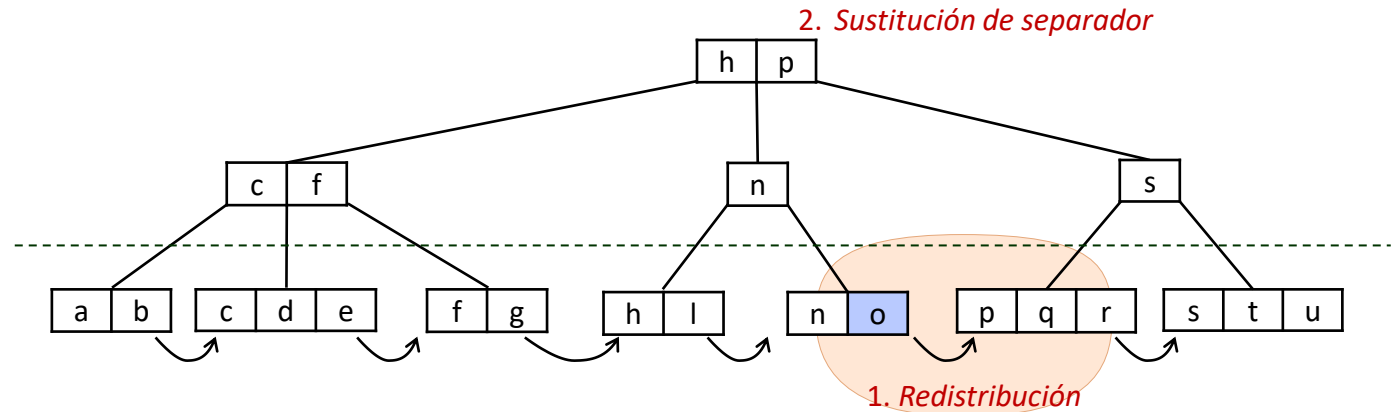 2. Sustitución de separador
h p
c f
n
s
a b
c d e
f g
h l
n o
p q r
s t u
1. Redistribución